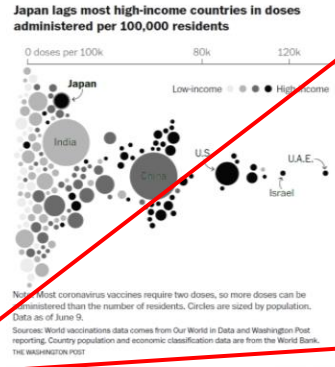 Japan lags most high-income countries in doses
administered per 100,000 residents
0 doses per 100k 80k 120k
Japan
Low-income High-income
India
U.S.
China
U.A.E.
Israel
Note: Most coronavirus vaccines require two doses, so more doses can be
administered than the number of residents. Circles are sized by population.
Data as of June 9.
Sources: World vaccinations data comes from Our World in Data and Washington Post
reporting. Country population and economic classification data are from the World Bank.
THE WASHINGTON POST